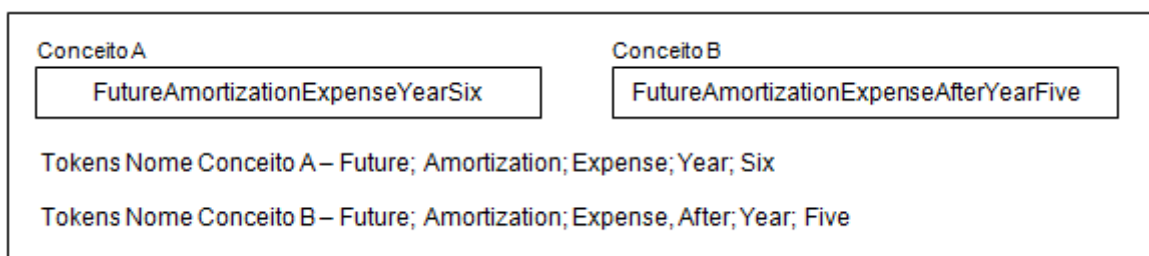 Conceito A
Conceito B
FutureAmortizationExpenseYearSix
FutureAmortizationExpenseAfterYearFive
Tokens Nome Conceito A – Future; Amortization; Expense; Year; Six
Tokens Nome Conceito B – Future; Amortization; Expense, After; Year; Five